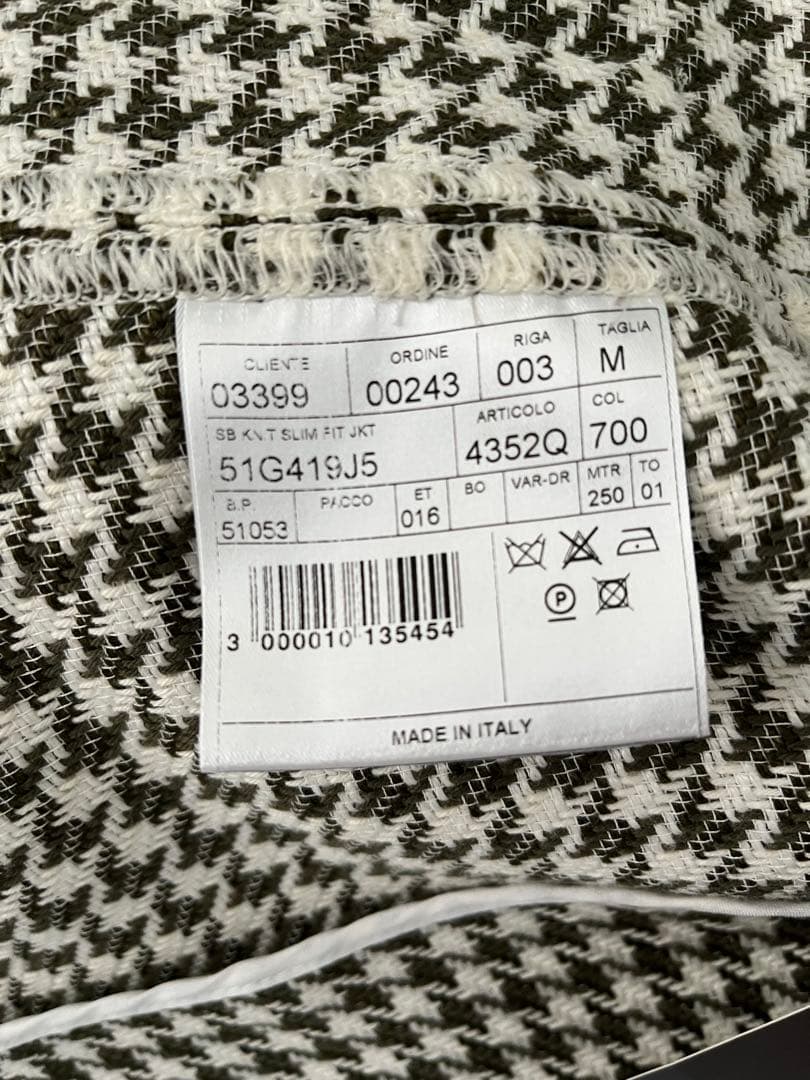 CLIENTE ORDINE RIGA TAGLIA
03399 00243 003 M
SB KNIT SLIM FIT JKT ARTICOLO COL
51G419J5 4352Q 700
B.P. PACCO ET BO VAR-DR MTR TO
51053 016 250 01
P
3 000010 135454
MADE IN ITALY